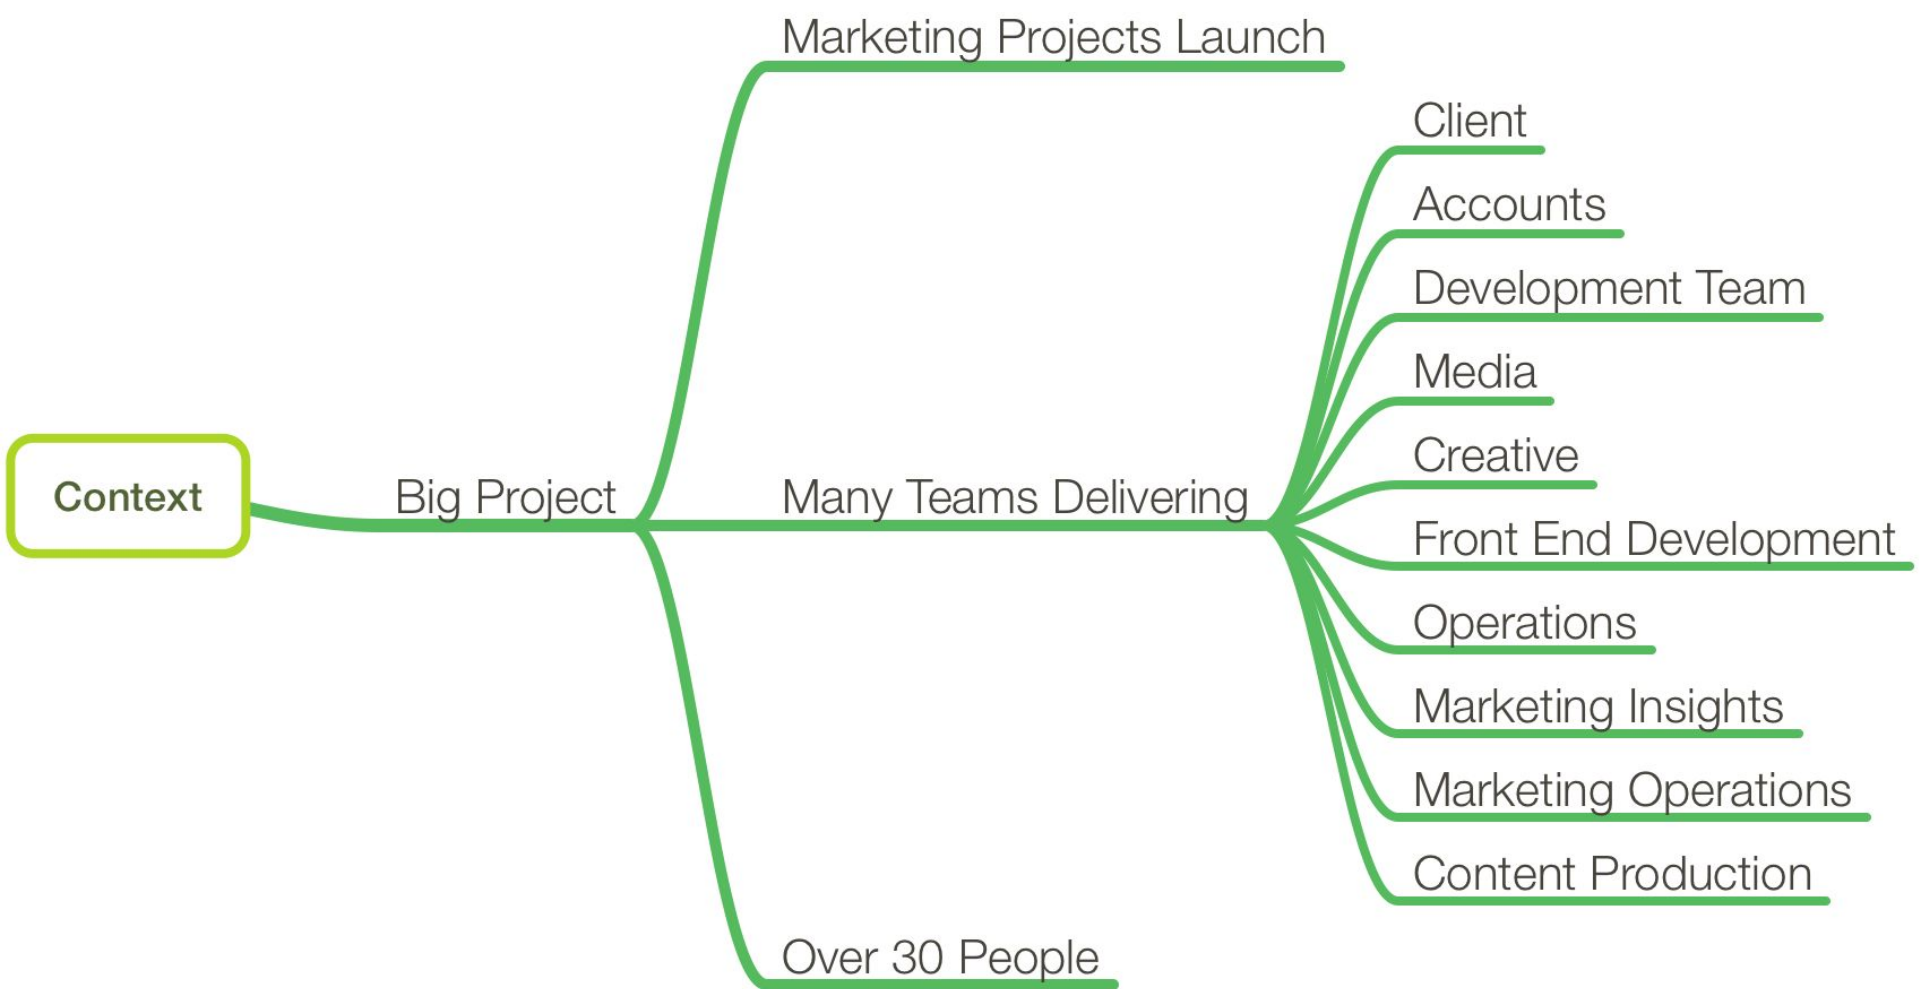 Context
Big Project
Marketing Projects Launch
Many Teams Delivering
Client
Accounts
Development Team
Media
Creative
Front End Development
Operations
Marketing Insights
Marketing Operations
Content Production
Over 30 People